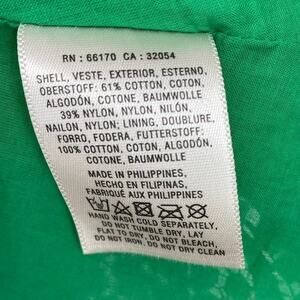 RN : 66170 CA : 32054
SHELL, VESTE, EXTERIOR, ESTERNO,
OBERSTOFF: 61% COTTON, COTON,
ALGODÓN, COTONE, BAUMWOLLE
39% NYLON, NYLON, NILÓN,
NAILON, NYLON; LINING, DOUBLURE,
FORRO, FODERA, FUTTERSTOFF:
100% COTTON, COTON, ALGODÓN,
COTONE, BAUMWOLLE
MADE IN PHILIPPINES,
HECHO EN FILIPINAS,
FABRIQUÉ AUX PHILIPPINES
HAND WASH COLD SEPARATELY,
DO NOT TUMBLE DRY, LAY
DO NOT IRON, DO NOT BLEACH,
DO NOT DRY CLEAN